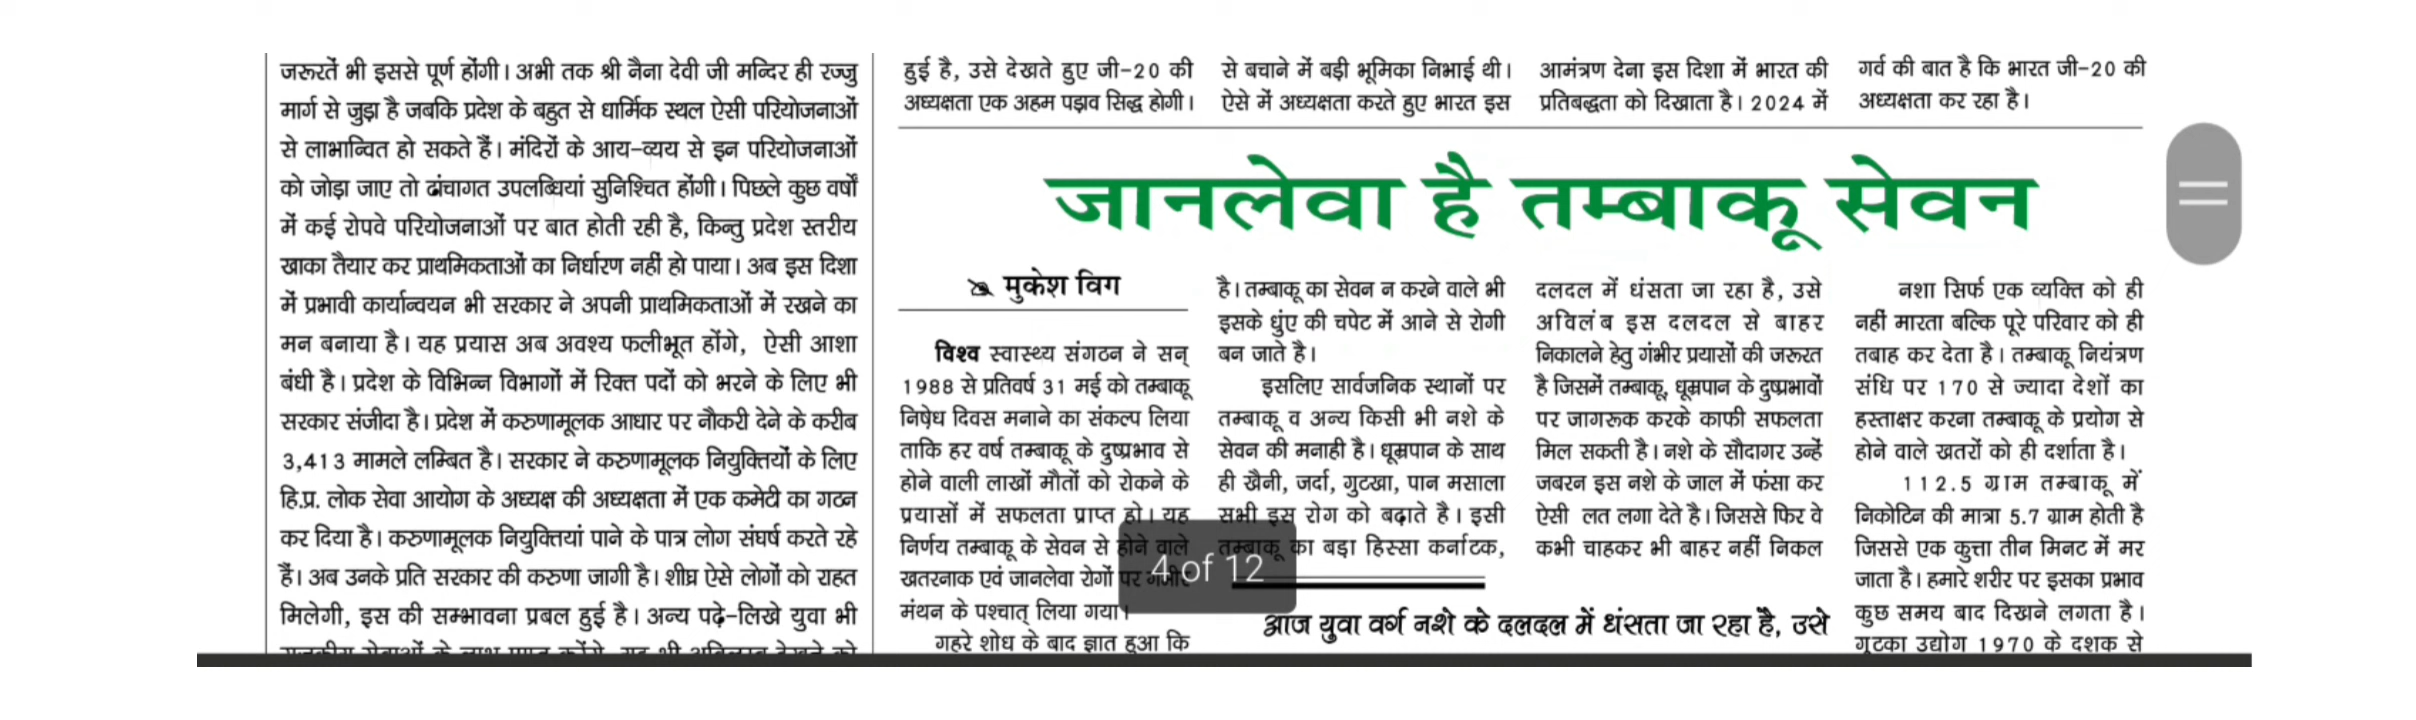 जरूरतें भी इससे पूर्ण होंगी। अभी तक श्री नैना देवी जी मन्दिर ही रज्जु
मार्ग से जुड़ा है जबकि प्रदेश के बहुत से धार्मिक स्थल ऐसी परियोजनाओं
से लाभान्वित हो सकते हैं। मंदिरों के आय-व्यय से इन परियोजनाओं
को जोड़ा जाए तो ढांचागत उपलब्धियां सुनिश्चित होंगी। पिछले कुछ वर्षों
में कई रोपवे परियोजनाओं पर बात होती रही है, किन्तु प्रदेश स्तरीय
खाका तैयार कर प्राथमिकताओं का निर्धारण नहीं हो पाया। अब इस दिशा
में प्रभावी कार्यान्वयन भी सरकार ने अपनी प्राथमिकताओं में रखने का
मन बनाया है। यह प्रयास अब अवश्य फलीभूत होंगे, ऐसी आशा
बंधी है। प्रदेश के विभिन्न विभागों में रिक्त पदों को भरने के लिए भी
सरकार संजीदा है। प्रदेश में करुणामूलक आधार पर नौकरी देने के करीब
3,413 मामले लम्बित है। सरकार ने करुणामूलक नियुक्तियों के लिए
हि.प्र. लोक सेवा आयोग के अध्यक्ष की अध्यक्षता में एक कमेटी का गठन
कर दिया है। करुणामूलक नियुक्तियां पाने के पात्र लोग संघर्ष करते रहे
हैं। अब उनके प्रति सरकार की करुणा जागी है। शीघ्र ऐसे लोगों को राहत
मिलेगी, इस की सम्भावना प्रबल हुई है। अन्य पढ़े-लिखे युवा भी
हुई है, उसे देखते हुए जी-20 की
अध्यक्षता एक अहम पड़ाव सिद्ध होगी।
से बचाने में बड़ी भूमिका निभाई थी।
ऐसे में अध्यक्षता करते हुए भारत इस
आमंत्रण देना इस दिशा में भारत की
प्रतिबद्धता को दिखाता है। 2024 में
गर्व की बात है कि भारत जी-20 की
अध्यक्षता कर रहा है।
जानलेवा है तम्बाकू सेवन
मुकेश विग
विश्व स्वास्थ्य संगठन ने सन्
1988 से प्रतिवर्ष 31 मई को तम्बाकू
निषेध दिवस मनाने का संकल्प लिया
ताकि हर वर्ष तम्बाकू के दुष्प्रभाव से
होने वाली लाखों मौतों को रोकने के
प्रयासों में सफलता प्राप्त हो। यह
निर्णय तम्बाकू के सेवन से होने वाले
खतरनाक एवं जानलेवा रोगों पर गंभीर
मंथन के पश्चात् लिया गया।
गहरे शोध के बाद ज्ञात हुआ कि
है। तम्बाकू का सेवन न करने वाले भी
इसके धुंए की चपेट में आने से रोगी
बन जाते है।
इसलिए सार्वजनिक स्थानों पर
तम्बाकू व अन्य किसी भी नशे के
सेवन की मनाही है। धूम्रपान के साथ
ही खैनी, जर्दा, गुटखा, पान मसाला
सभी इस रोग को बढ़ाते है। इसी
तम्बाकू का बड़ा हिस्सा कर्नाटक,
4 of 12
आज युवा वर्ग नशे के दलदल में धंसता जा रहा है, उसे
दलदल में धंसता जा रहा है, उसे
अविलंब इस दलदल से बाहर
निकालने हेतु गंभीर प्रयासों की जरूरत
है जिसमें तम्बाकू, धूम्रपान के दुष्प्रभावों
पर जागरूक करके काफी सफलता
मिल सकती है। नशे के सौदागर उन्हें
जबरन इस नशे के जाल में फंसा कर
ऐसी लत लगा देते है। जिससे फिर वे
कभी चाहकर भी बाहर नहीं निकल
नशा सिर्फ एक व्यक्ति को ही
नहीं मारता बल्कि पूरे परिवार को ही
तबाह कर देता है। तम्बाकू नियंत्रण
संधि पर 170 से ज्यादा देशों का
हस्ताक्षर करना तम्बाकू के प्रयोग से
होने वाले खतरों को ही दर्शाता है।
112.5 ग्राम तम्बाकू में
निकोटिन की मात्रा 5.7 ग्राम होती है
जिससे एक कुत्ता तीन मिनट में मर
जाता है। हमारे शरीर पर इसका प्रभाव
कुछ समय बाद दिखने लगता है।
गुटका उद्योग 1970 के दशक से